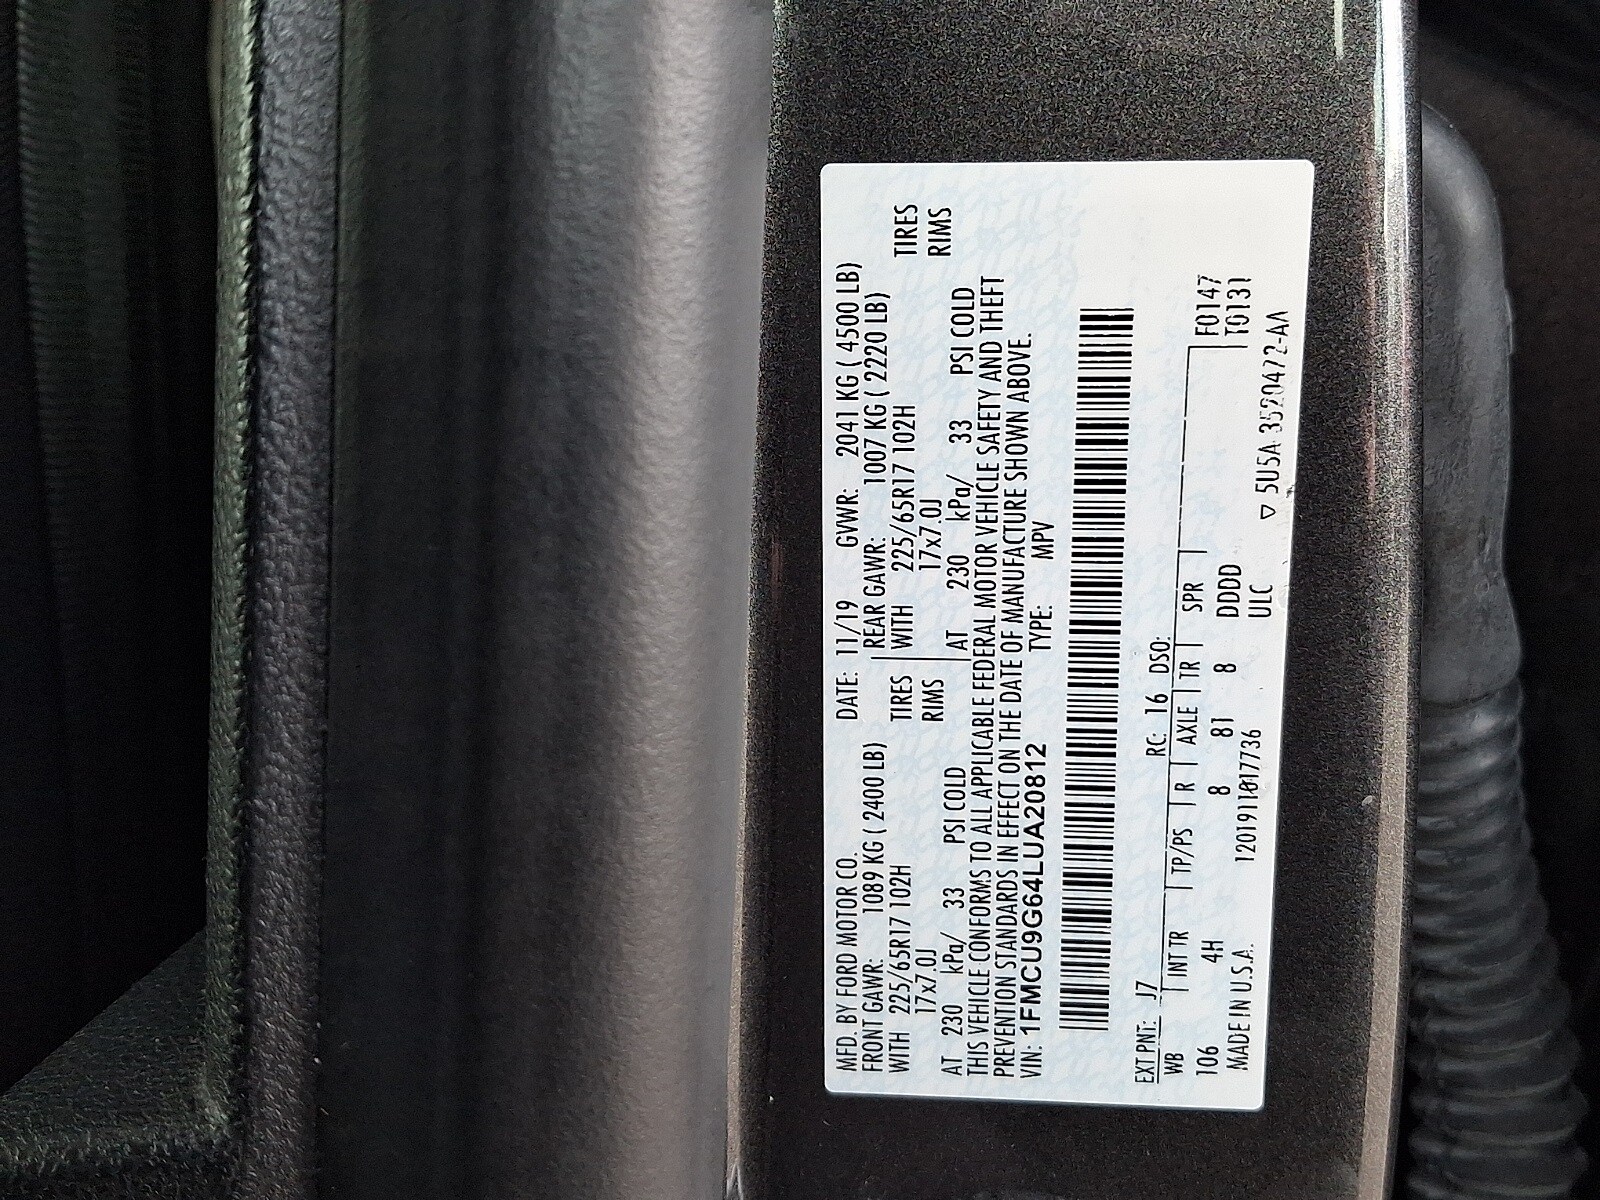 MFD. BY FORD MOTOR CO. DATE: 11/19 GVWR: 2041 KG ( 4500 LB)
FRONT GAWR: 1089 KG ( 2400 LB) REAR GAWR: 1007 KG ( 2220 LB)
WITH 225/65R17 102H TIRES WITH 225/65R17 102H TIRES
17x7.0J RIMS 17x7.0J RIMS
AT 230 kPa/ 33 PSI COLD AT 230 kPa/ 33 PSI COLD
THIS VEHICLE CONFORMS TO ALL APPLICABLE FEDERAL MOTOR VEHICLE SAFETY AND THEFT
PREVENTION STANDARDS IN EFFECT ON THE DATE OF MANUFACTURE SHOWN ABOVE.
VIN: 1FMCU9G64LUA20812 TYPE: MPV
EXT PNT: J7 RC: 16 DSO:
WB INT TR TP/PS R AXLE TR SPR F0147
106 4H 8 81 8 DDDD T0131
MADE IN U.S.A. 1201911017736 ULC
▽ 5U5A-3520472-AA